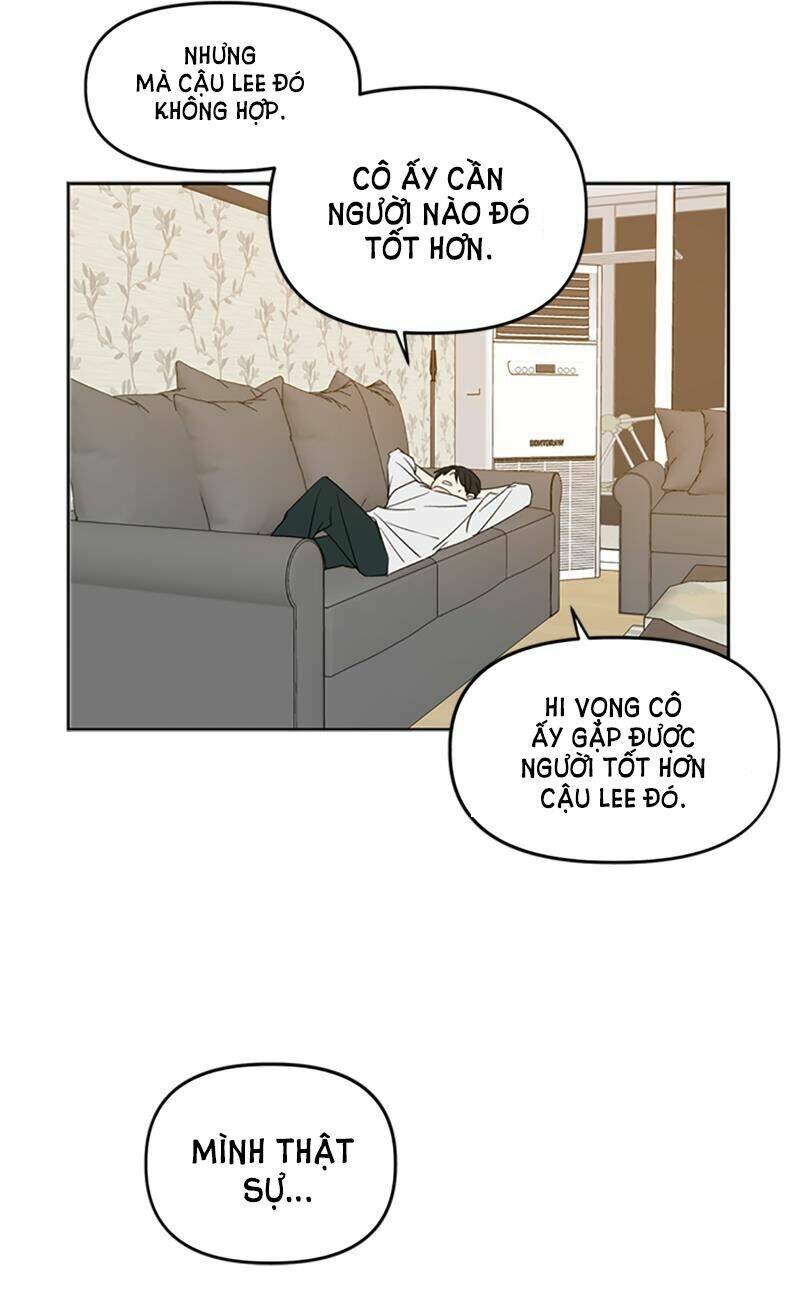 NHƯNG
MÀ CẬU LEE ĐÓ
KHÔNG HỢP.
CÔ ẤY CẦN
NGƯỜI NÀO ĐÓ
TỐT HƠN.
HI VỌNG CÔ
ẤY GẶP ĐƯỢC
NGƯỜI TỐT HƠN
CẬU LEE ĐÓ.
MÌNH THẬT
SỰ...